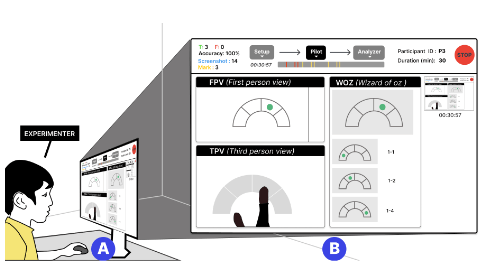 T: 3 F: 0
Accuracy: 100%
Screenshot : 14
Mark : 3
Setup
Pilot
Analyzer
00:30:57
Participant ID : P3
Duration (min): 30
STOP
FPV (First person view)
WOZ (Wizard of oz )
00:30:57
EXPERIMENTER
TPV (Third person view)
1-1
1-2
1-4
A
B